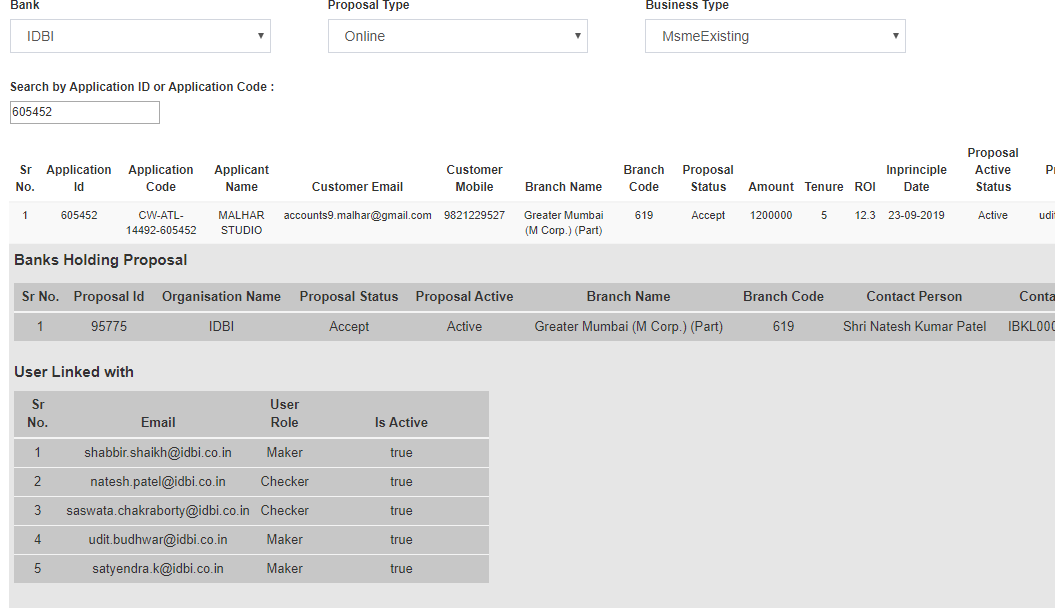 Bank Proposal Type Business Type
IDBI Online MsmeExisting
Search by Application ID or Application Code :
605452
Sr No. Application Id Application Code Applicant Name Customer Email Customer Mobile Branch Name Branch Code Proposal Status Amount Tenure ROI Inprinciple Date Proposal Active Status
1 605452 CW-ATL-14492-605452 MALHAR STUDIO accounts9.malhar@gmail.com 9821229527 Greater Mumbai (M Corp.) (Part) 619 Accept 1200000 5 12.3 23-09-2019 Active
Banks Holding Proposal
Sr No. Proposal Id Organisation Name Proposal Status Proposal Active Branch Name Branch Code Contact Person
1 95775 IDBI Accept Active Greater Mumbai (M Corp.) (Part) 619 Shri Natesh Kumar Patel
User Linked with
Sr No. Email User Role Is Active
1 shabbir.shaikh@idbi.co.in Maker true
2 natesh.patel@idbi.co.in Checker true
3 saswata.chakraborty@idbi.co.in Checker true
4 udit.budhwar@idbi.co.in Maker true
5 satyendra.k@idbi.co.in Maker true